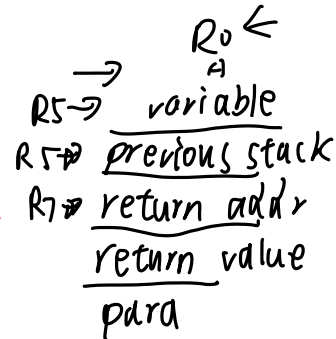 R0 ←
A
→
R5→ variable
R5→ previous stack
R7→ return addr
return value
para